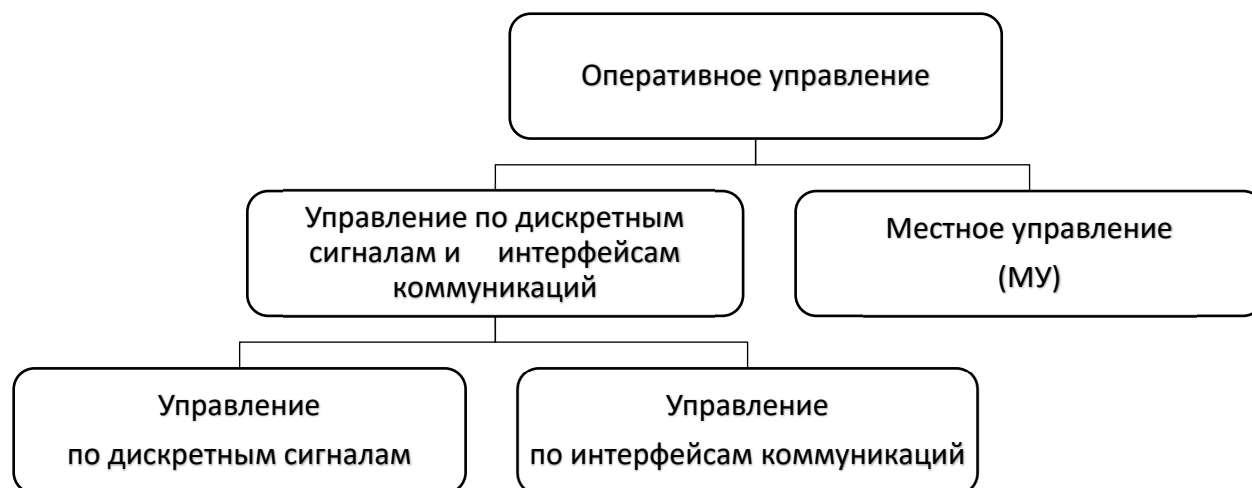 Оперативное управление
Управление по дискретным
сигналам и интерфейсам
коммуникаций
Местное управление
(МУ)
Управление
по дискретным сигналам
Управление
по интерфейсам коммуникаций